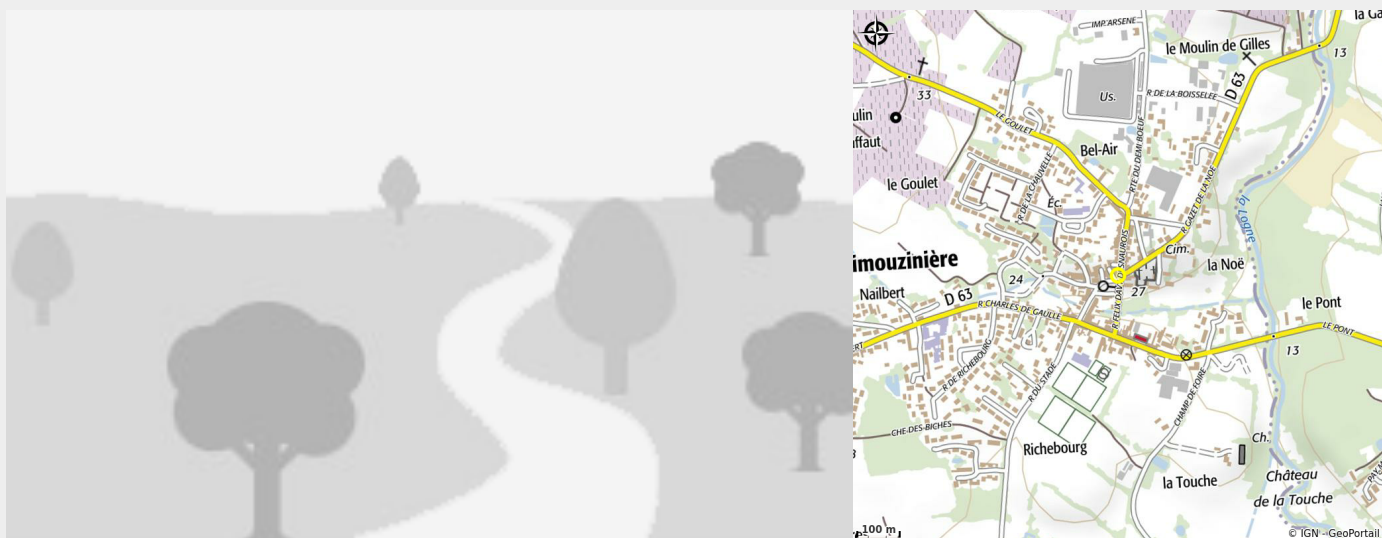 la Ga
IMP. ARSENE
le Moulin de Gilles
13
D 63
33
Us.
R DE LA BOISSELEE
ulin
LE GOULET
iffaut
Bel-Air
RTE DU DEMI BOEUF
le Goulet
R DE LA CHAUVELLE
Éc.
R GAZET DE LA NOË
la Logne
Cim.
imouzinière
la Noë
24
27
Nailbert
D 63
le Pont
R CHARLES DE GAULLE
LE PONT
RT
13
R DE RICHEBOURG
R DU STADE
CHAMP DE FOIRE
CHE DES BICHES
Ch.
Richebourg
la Touche
Château
de la Touche
100 m
© IGN - GeoPortail